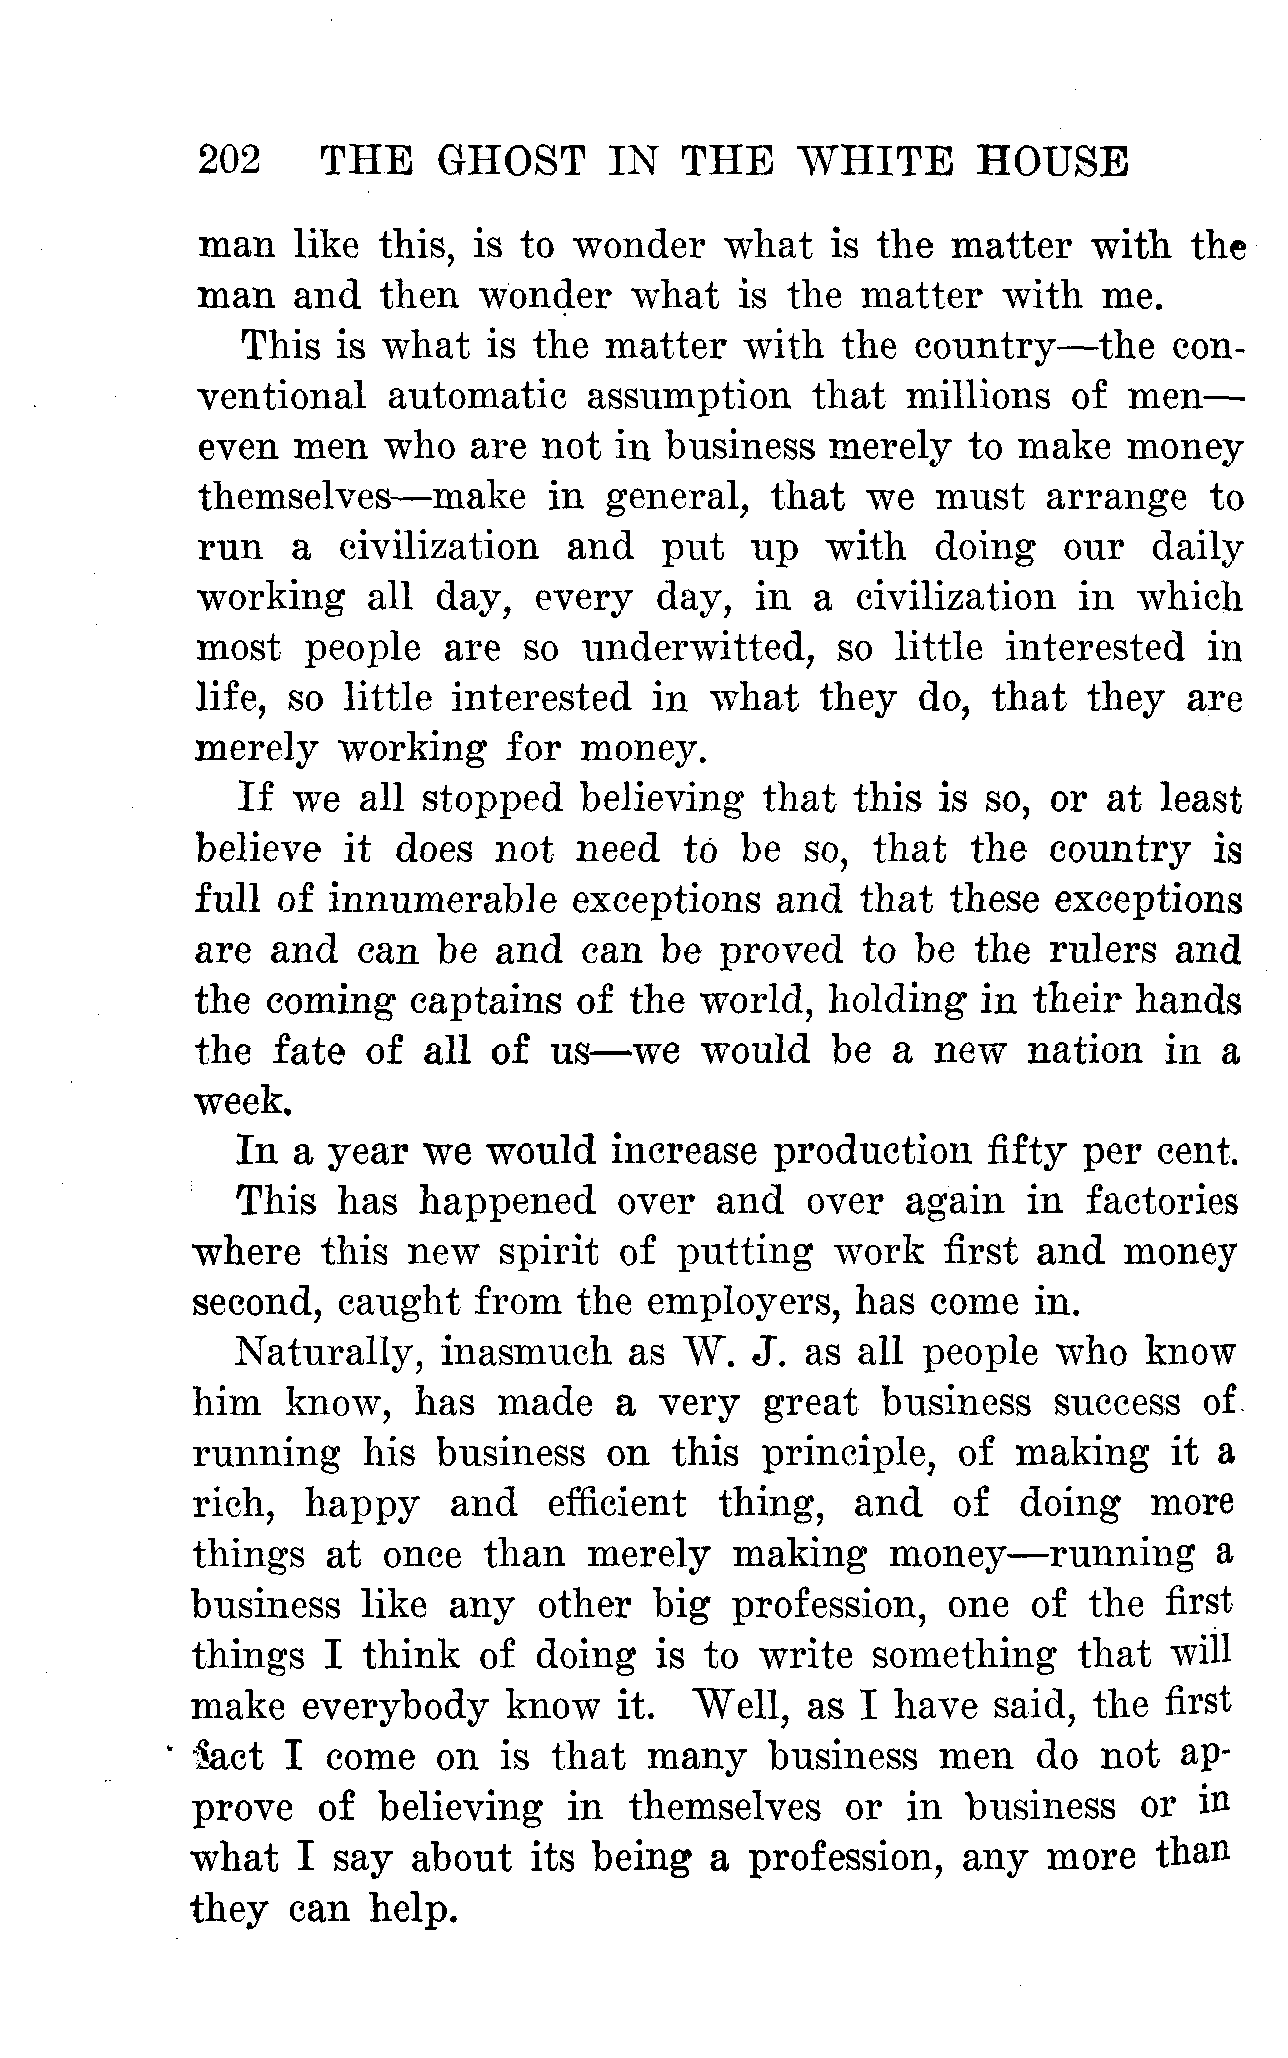 202 THE GHOST IN THE WHITE HOUSE
man like this, is to wonder what is the matter with the
man and then wonder what is the matter with me.
This is what is the matter with the country—the con-
ventional automatic assumption that millions of men—
even men who are not in business merely to make money
themselves—make in general, that we must arrange to
run a civilization and put up with doing our daily
working all day, every day, in a civilization in which
most people are so underwitted, so little interested in
life, so little interested in what they do, that they are
merely working for money.
If we all stopped believing that this is so, or at least
believe it does not need to be so, that the country is
full of innumerable exceptions and that these exceptions
are and can be and can be proved to be the rulers and
the coming captains of the world, holding in their hands
the fate of all of us—we would be a new nation in a
week.
In a year we would increase production fifty per cent.
This has happened over and over again in factories
where this new spirit of putting work first and money
second, caught from the employers, has come in.
Naturally, inasmuch as W. J. as all people who know
him know, has made a very great business success of
running his business on this principle, of making it a
rich, happy and efficient thing, and of doing more
things at once than merely making money—running a
business like any other big profession, one of the first
things I think of doing is to write something that will
make everybody know it. Well, as I have said, the first
fact I come on is that many business men do not ap-
prove of believing in themselves or in business or in
what I say about its being a profession, any more than
they can help.